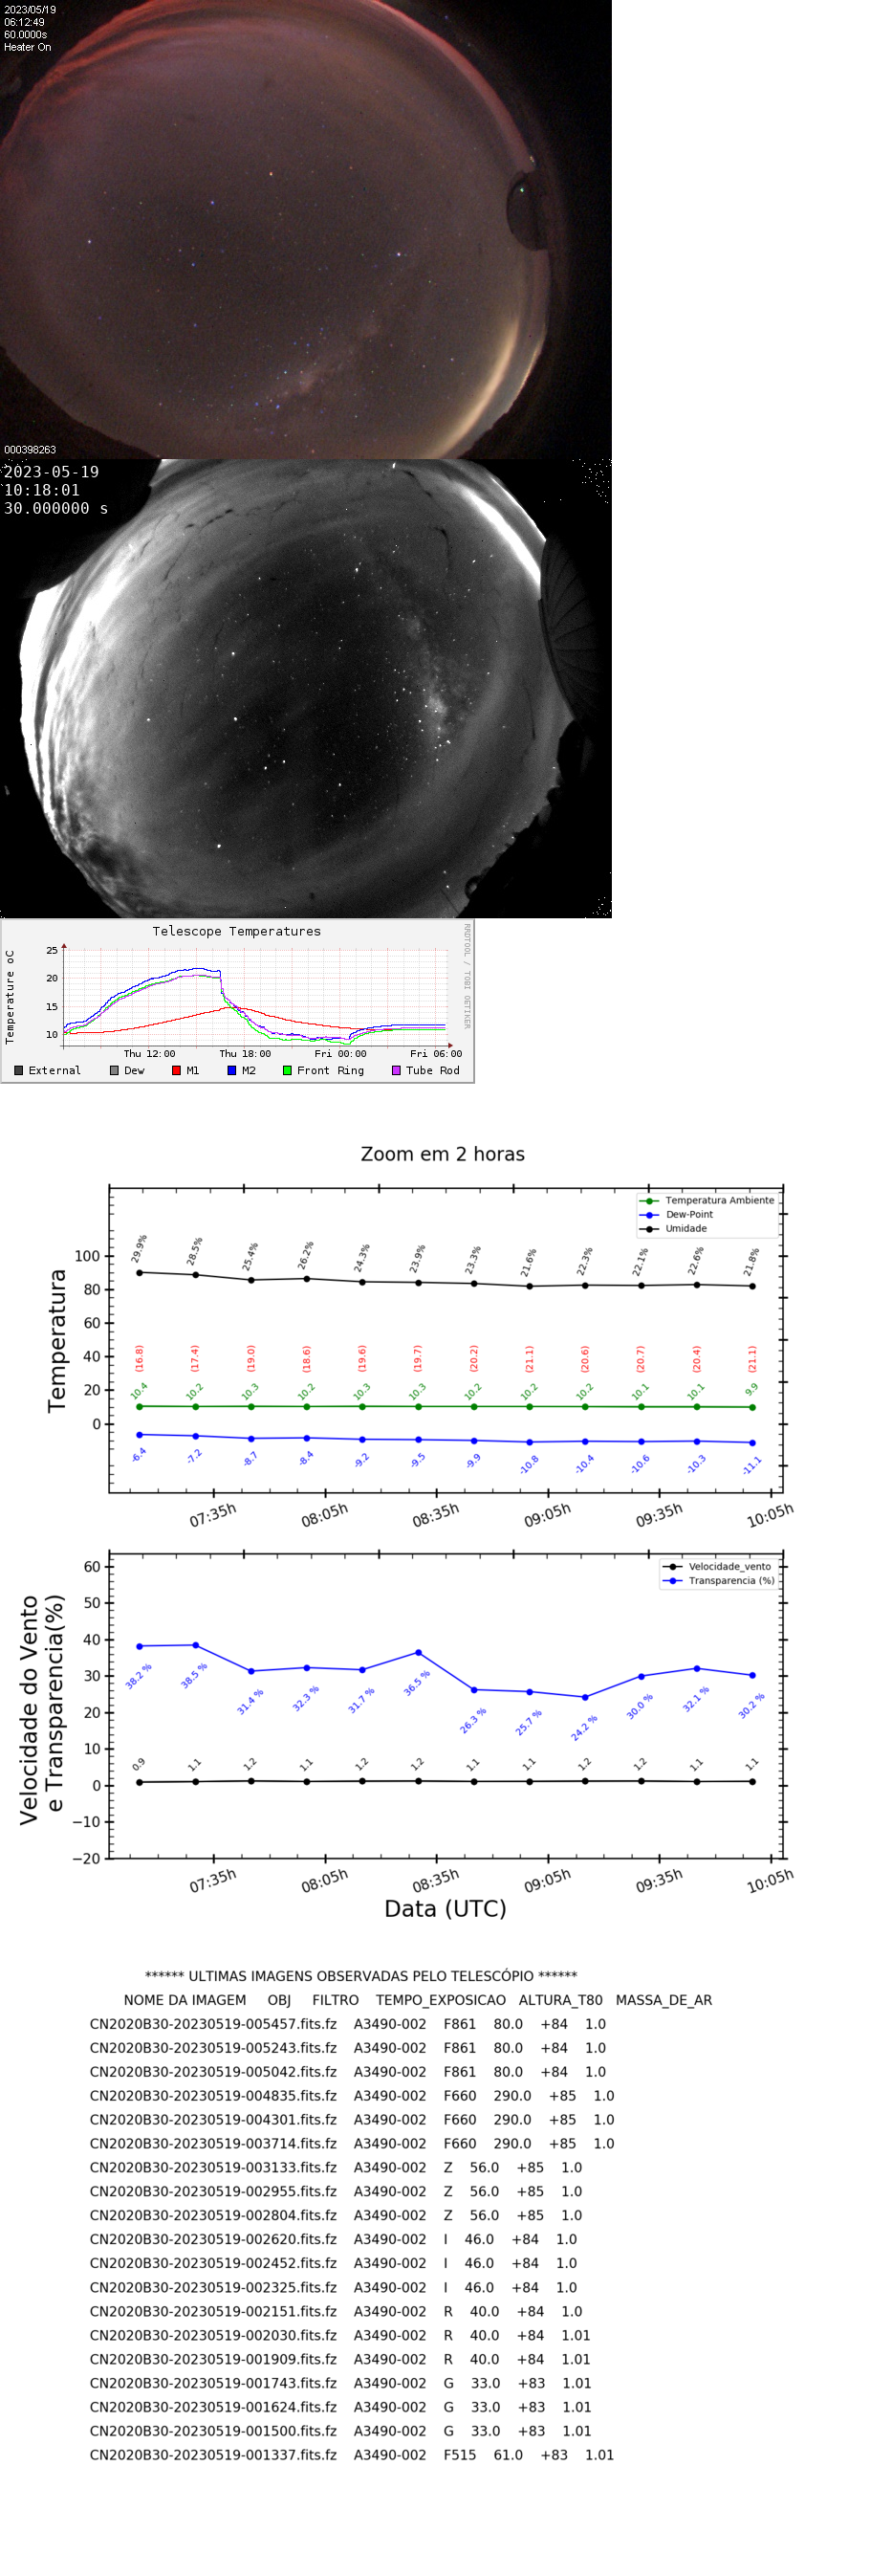 2023/05/19
06:12:49
60.0000s
Heater On
000398263
2023-05-19
10:18:01
30.000000 s
Telescope Temperatures
RRDTOOL / TOBI OETIKER
Temperature oC
25
20
15
10
Thu 12:00 Thu 18:00 Fri 00:00 Fri 06:00
External Dew M1 M2 Front Ring Tube Rod
Zoom em 2 horas
Temperatura Ambiente
Dew-Point
Umidade
Temperatura
100
80
60
40
20
0
29.9% 28.5% 25.4% 26.2% 24.3% 23.9% 23.3% 21.6% 22.3% 22.1% 22.6% 21.8%
(16.8) (17.4) (19.0) (18.6) (19.6) (19.7) (20.2) (21.1) (20.6) (20.7) (20.4) (21.1)
10.4 10.2 10.3 10.2 10.3 10.3 10.2 10.2 10.2 10.1 10.1 9.9
-6.4 -7.2 -8.7 -8.4 -9.2 -9.5 -9.9 -10.8 -10.4 -10.6 -10.3 -11.1
07:35h 08:05h 08:35h 09:05h 09:35h 10:05h
Velocidade_vento
Transparencia (%)
Velocidade do Vento
e Transparencia(%)
60
50
40
30
20
10
0
−10
−20
38.2 % 38.5 % 31.4 % 32.3 % 31.7 % 36.5 % 26.3 % 25.7 % 24.2 % 30.0 % 32.1 % 30.2 %
0.9 1.1 1.2 1.1 1.2 1.2 1.1 1.1 1.2 1.2 1.1 1.1
07:35h 08:05h 08:35h 09:05h 09:35h 10:05h
Data (UTC)
****** ULTIMAS IMAGENS OBSERVADAS PELO TELESCÓPIO ******
NOME DA IMAGEM OBJ FILTRO TEMPO_EXPOSICAO ALTURA_T80 MASSA_DE_AR
CN2020B30-20230519-005457.fits.fz A3490-002 F861 80.0 +84 1.0
CN2020B30-20230519-005243.fits.fz A3490-002 F861 80.0 +84 1.0
CN2020B30-20230519-005042.fits.fz A3490-002 F861 80.0 +84 1.0
CN2020B30-20230519-004835.fits.fz A3490-002 F660 290.0 +85 1.0
CN2020B30-20230519-004301.fits.fz A3490-002 F660 290.0 +85 1.0
CN2020B30-20230519-003714.fits.fz A3490-002 F660 290.0 +85 1.0
CN2020B30-20230519-003133.fits.fz A3490-002 Z 56.0 +85 1.0
CN2020B30-20230519-002955.fits.fz A3490-002 Z 56.0 +85 1.0
CN2020B30-20230519-002804.fits.fz A3490-002 Z 56.0 +85 1.0
CN2020B30-20230519-002620.fits.fz A3490-002 I 46.0 +84 1.0
CN2020B30-20230519-002452.fits.fz A3490-002 I 46.0 +84 1.0
CN2020B30-20230519-002325.fits.fz A3490-002 I 46.0 +84 1.0
CN2020B30-20230519-002151.fits.fz A3490-002 R 40.0 +84 1.0
CN2020B30-20230519-002030.fits.fz A3490-002 R 40.0 +84 1.01
CN2020B30-20230519-001909.fits.fz A3490-002 R 40.0 +84 1.01
CN2020B30-20230519-001743.fits.fz A3490-002 G 33.0 +83 1.01
CN2020B30-20230519-001624.fits.fz A3490-002 G 33.0 +83 1.01
CN2020B30-20230519-001500.fits.fz A3490-002 G 33.0 +83 1.01
CN2020B30-20230519-001337.fits.fz A3490-002 F515 61.0 +83 1.01